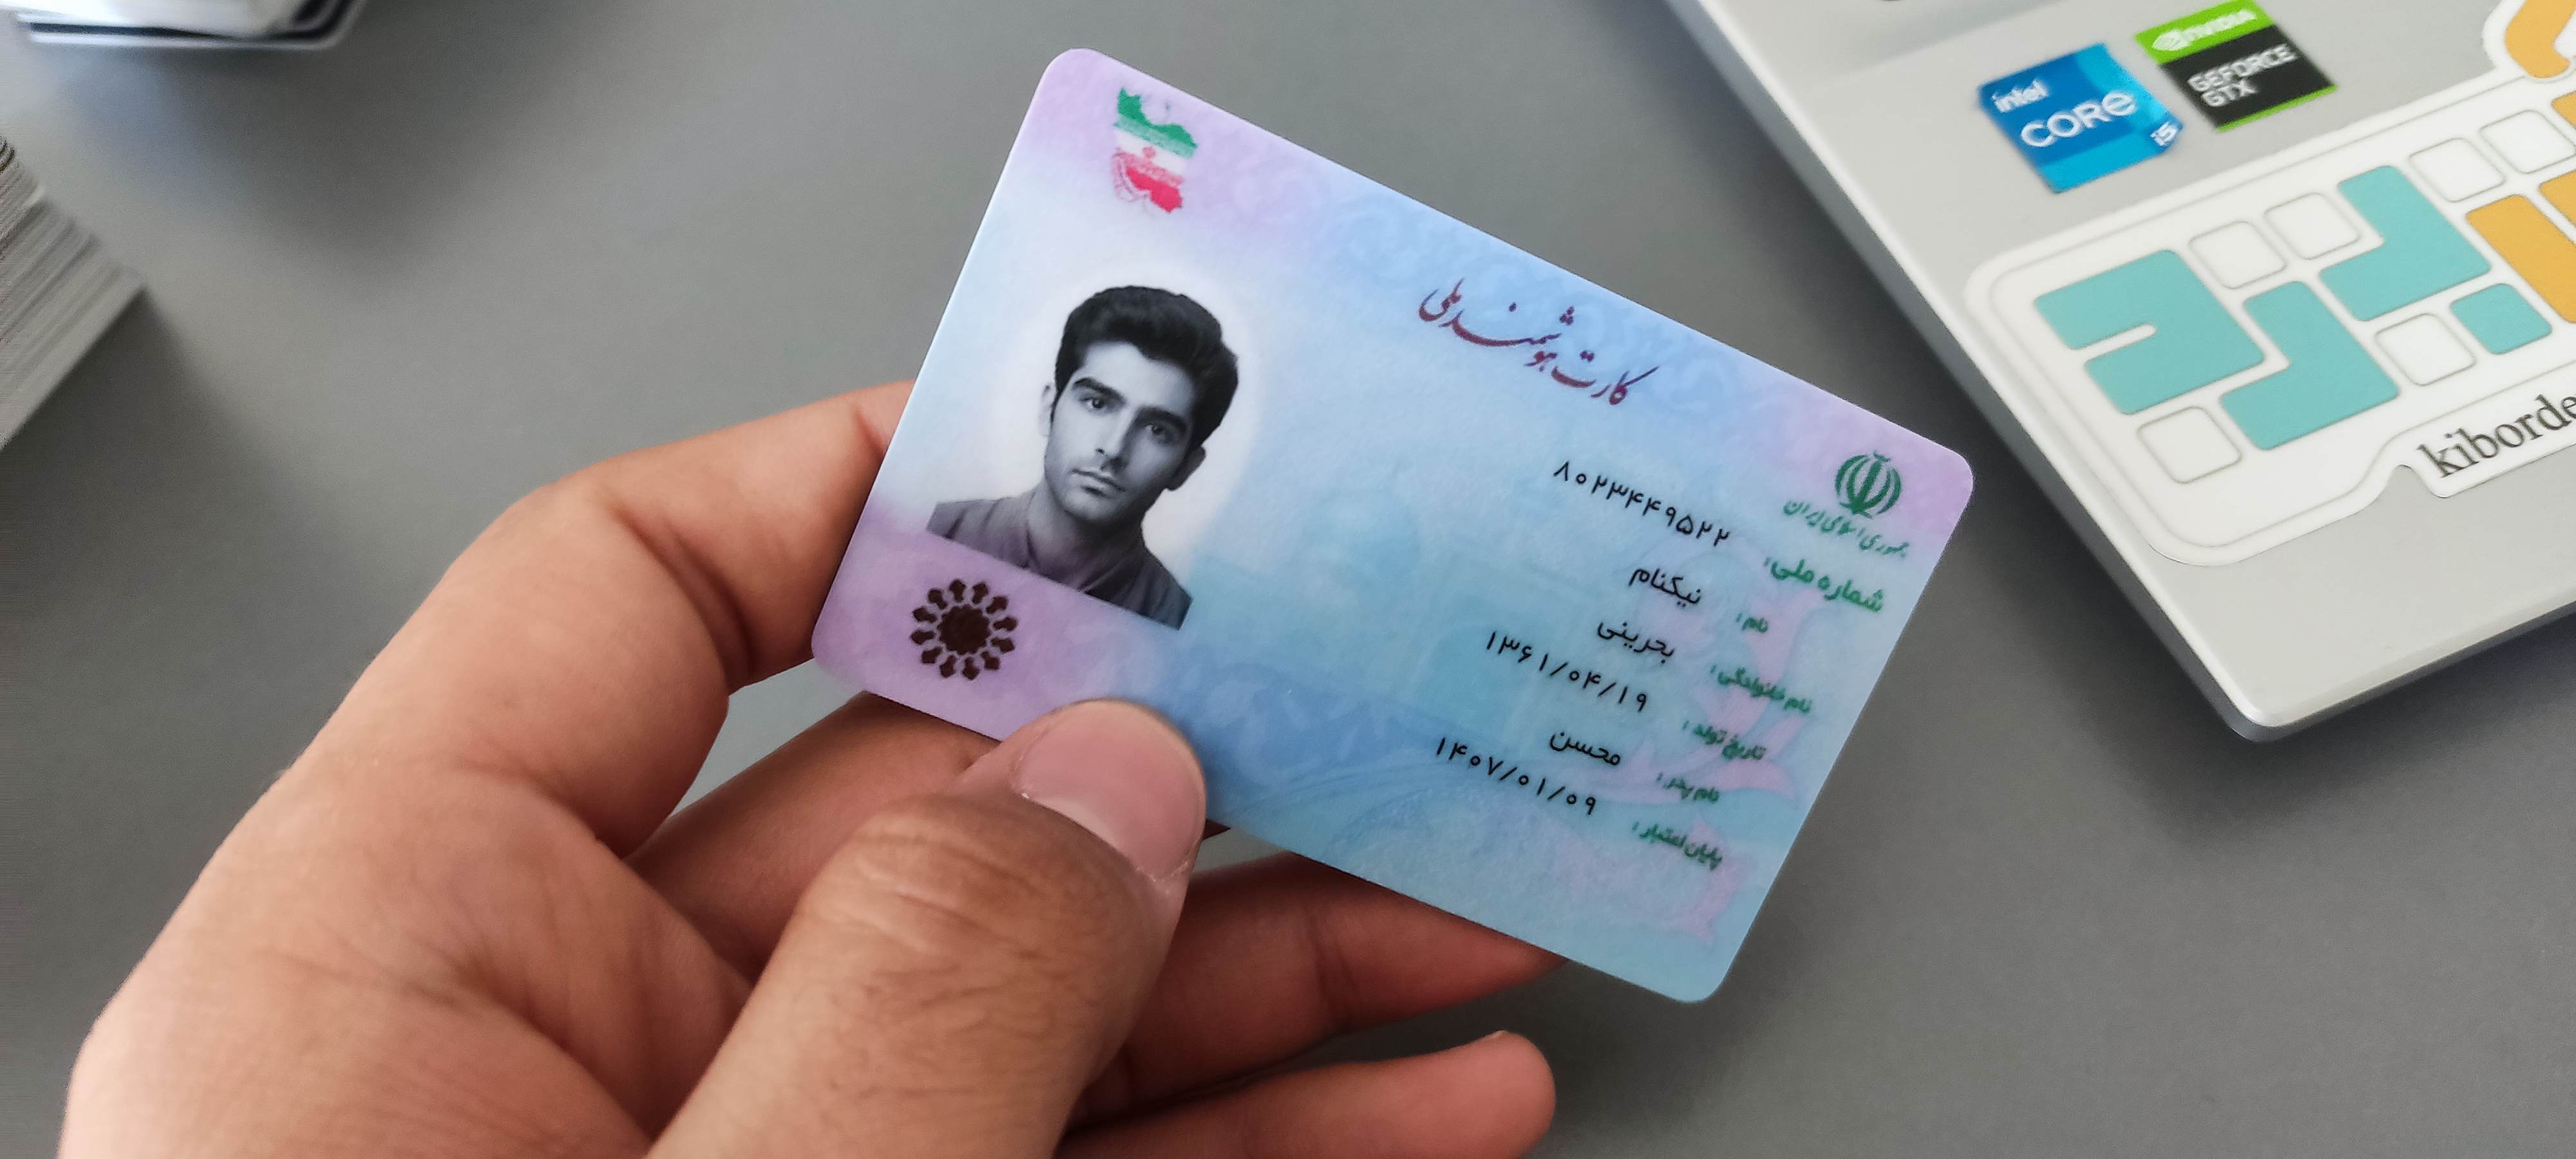 کارت هوشمند ملی
جمهوری اسلامی ایران
شماره ملی: ۸۰۲۳۴۴۹۵۲۲
نام: نیکنام
نام خانوادگی: بحرینی
تاریخ تولد: ۱۳۶۱/۰۴/۱۹
نام پدر: محسن
پایان اعتبار: ۱۴۰۷/۰۱/۰۹
intel
CORe
i5
nVIDIA
GEFORCE
GTX
kiborde